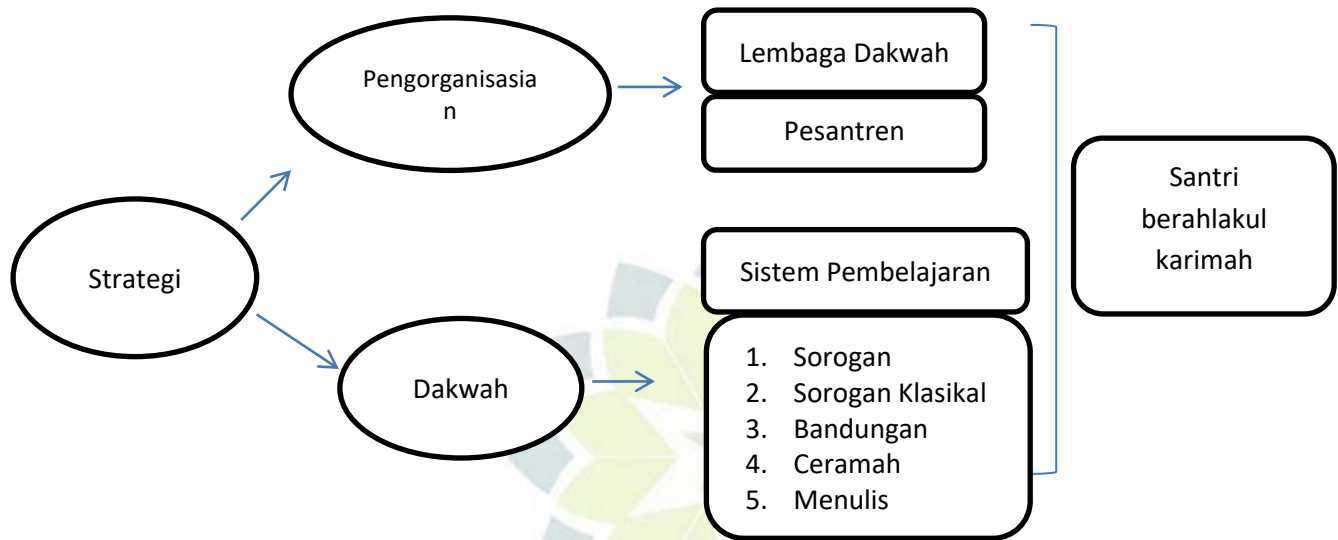 Pengorganisasia
n
Lembaga Dakwah
Pesantren
Strategi
Dakwah
Sistem Pembelajaran
1. Sorogan
2. Sorogan Klasikal
3. Bandungan
4. Ceramah
5. Menulis
Santri
berahlakul
karimah